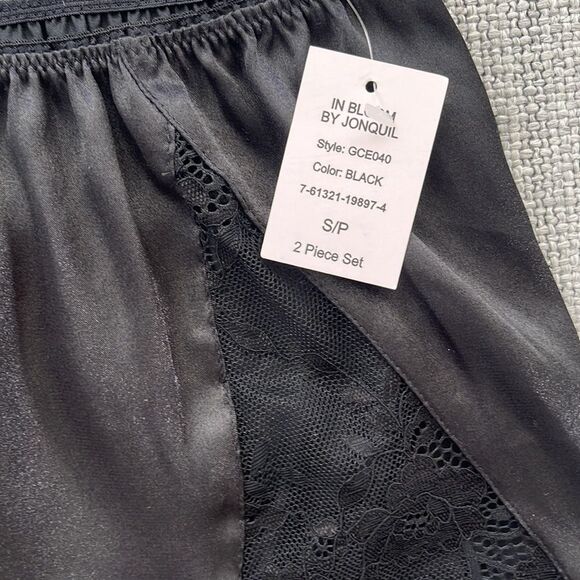 IN BLOOM
BY JONQUIL
Style: GCE040
Color: BLACK
7-61321-19897-4
S/P
2 Piece Set